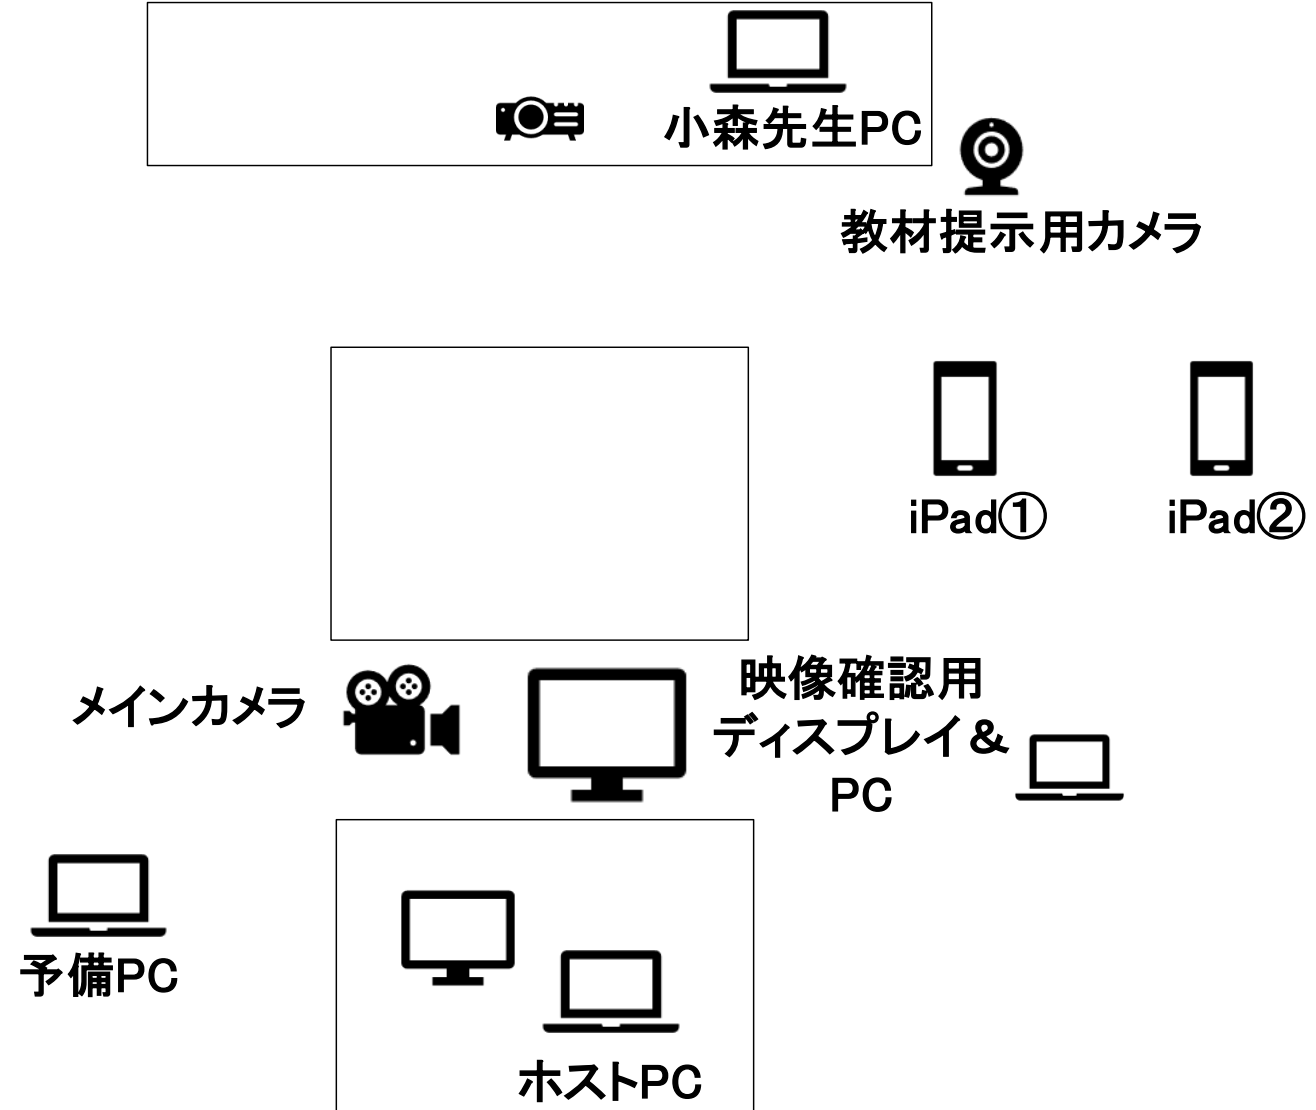 小森先生PC
教材提示用カメラ
iPad①
iPad②
メインカメラ
映像確認用
ディスプレイ&
PC
予備PC
ホストPC